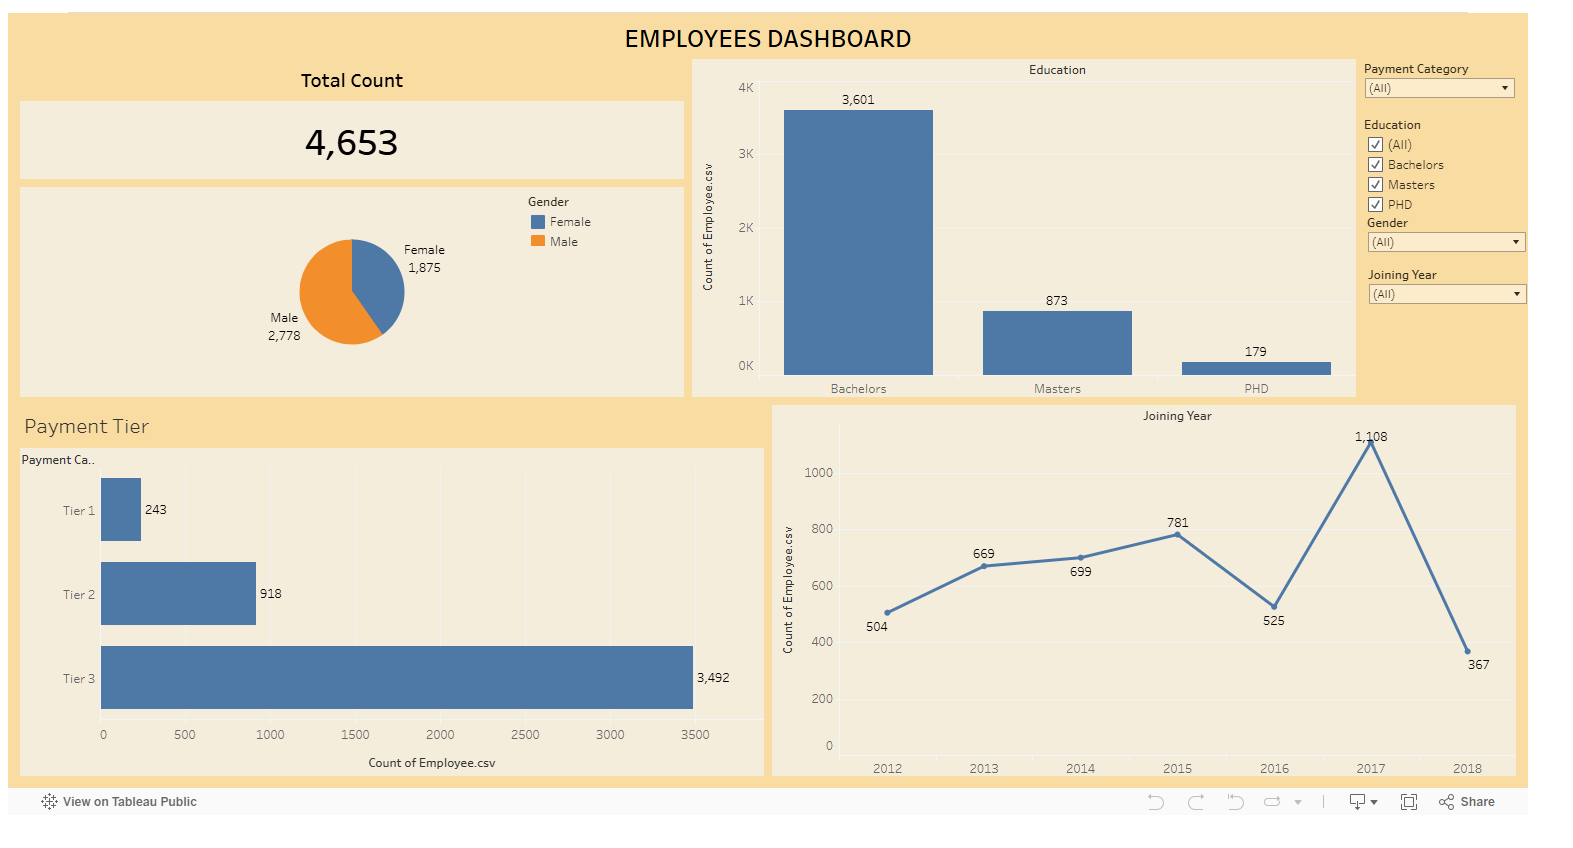 EMPLOYEES DASHBOARD
Total Count
4,653
Gender
Female
Male
Female
1,875
Male
2,778
Education
Count of Employee.csv
4K
3K
2K
1K
0K
3,601
873
179
Bachelors
Masters
PHD
Payment Category
(All)
Education
(All)
Bachelors
Masters
PHD
Gender
(All)
Joining Year
(All)
Payment Tier
Payment Ca..
Tier 1
243
Tier 2
918
Tier 3
3,492
0
500
1000
1500
2000
2500
3000
3500
Count of Employee.csv
Joining Year
Count of Employee.csv
1000
800
600
400
200
0
504
669
699
781
525
1,108
367
2012
2013
2014
2015
2016
2017
2018
View on Tableau Public
Share